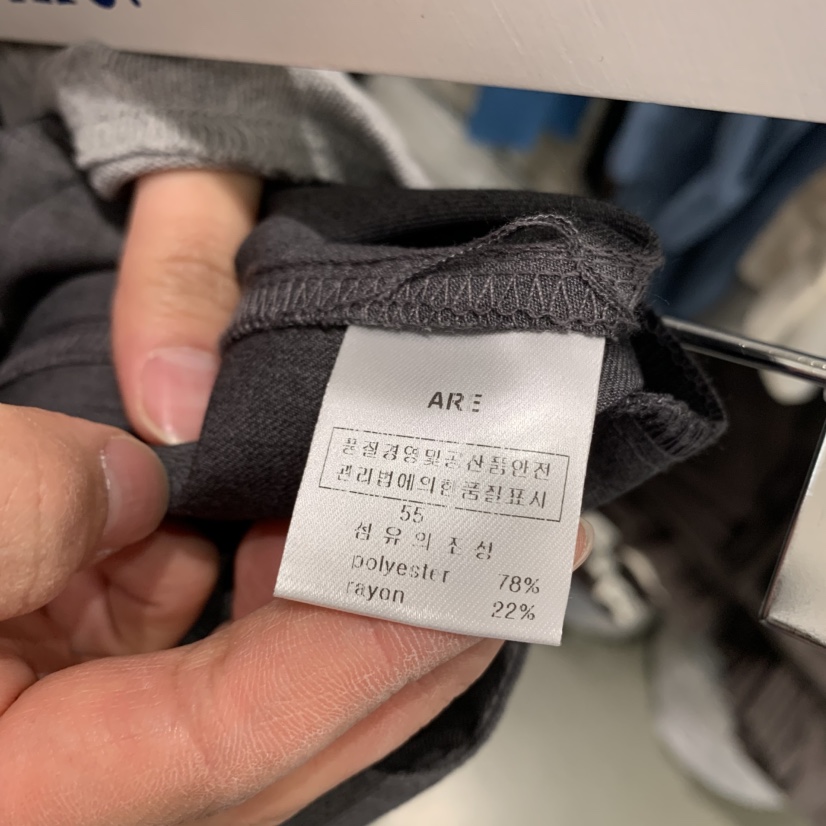 ARE
품질경영및공산품안전
관리법에의한품질표시
55
섬유의조성
polyester 78%
rayon 22%